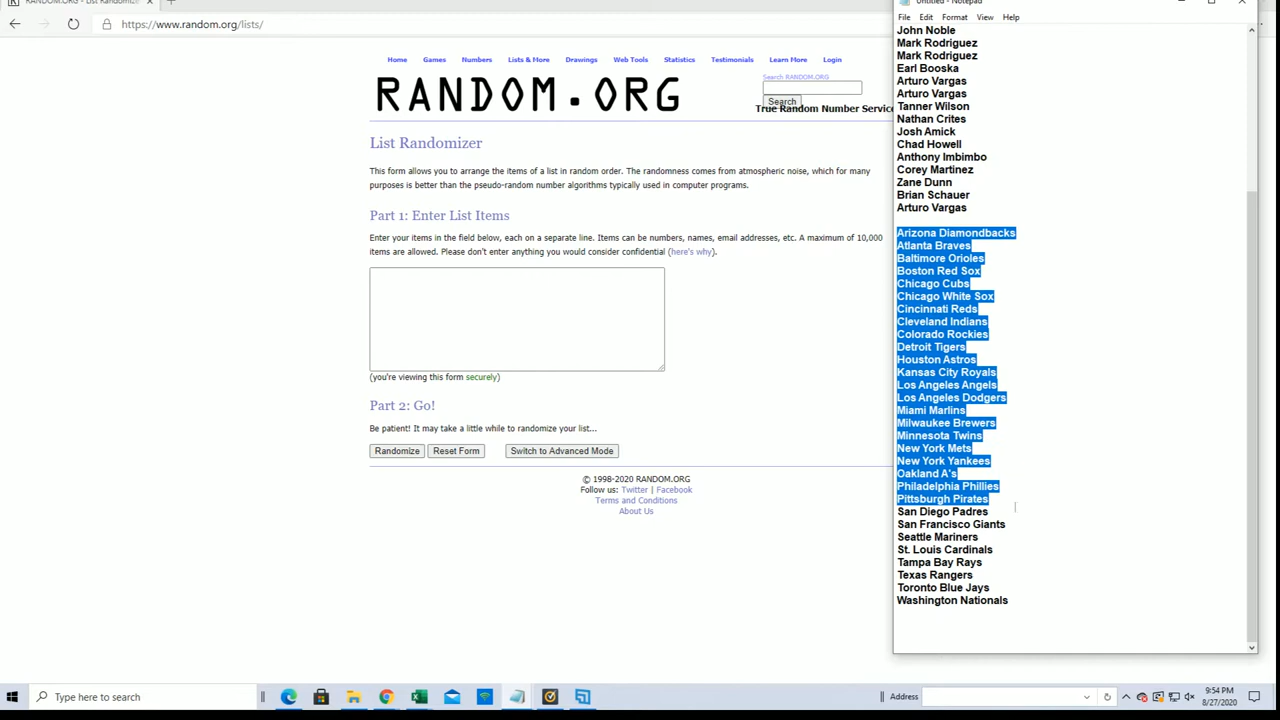 RANDOM.ORG - List Randomiz
https://www.random.org/lists/
Home Games Numbers Lists & More Drawings Web Tools Statistics Testimonials Learn More Login
RANDOM.ORG
Search RANDOM.ORG
Search
True Random Number Service
List Randomizer
This form allows you to arrange the items of a list in random order. The randomness comes from atmospheric noise, which for many
purposes is better than the pseudo-random number algorithms typically used in computer programs.
Part 1: Enter List Items
Enter your items in the field below, each on a separate line. Items can be numbers, names, email addresses, etc. A maximum of 10,000
items are allowed. Please don't enter anything you would consider confidential (here's why).
(you're viewing this form securely)
Part 2: Go!
Be patient! It may take a little while to randomize your list...
Randomize Reset Form Switch to Advanced Mode
© 1998-2020 RANDOM.ORG
Follow us: Twitter | Facebook
Terms and Conditions
About Us
Untitled - Notepad
File Edit Format View Help
John Noble
Mark Rodriguez
Mark Rodriguez
Earl Booska
Arturo Vargas
Arturo Vargas
Tanner Wilson
Nathan Crites
Josh Amick
Chad Howell
Anthony Imbimbo
Corey Martinez
Zane Dunn
Brian Schauer
Arturo Vargas
Arizona Diamondbacks
Atlanta Braves
Baltimore Orioles
Boston Red Sox
Chicago Cubs
Chicago White Sox
Cincinnati Reds
Cleveland Indians
Colorado Rockies
Detroit Tigers
Houston Astros
Kansas City Royals
Los Angeles Angels
Los Angeles Dodgers
Miami Marlins
Milwaukee Brewers
Minnesota Twins
New York Mets
New York Yankees
Oakland A's
Philadelphia Phillies
Pittsburgh Pirates
San Diego Padres
San Francisco Giants
Seattle Mariners
St. Louis Cardinals
Tampa Bay Rays
Texas Rangers
Toronto Blue Jays
Washington Nationals
Type here to search
Address
9:54 PM
8/27/2020